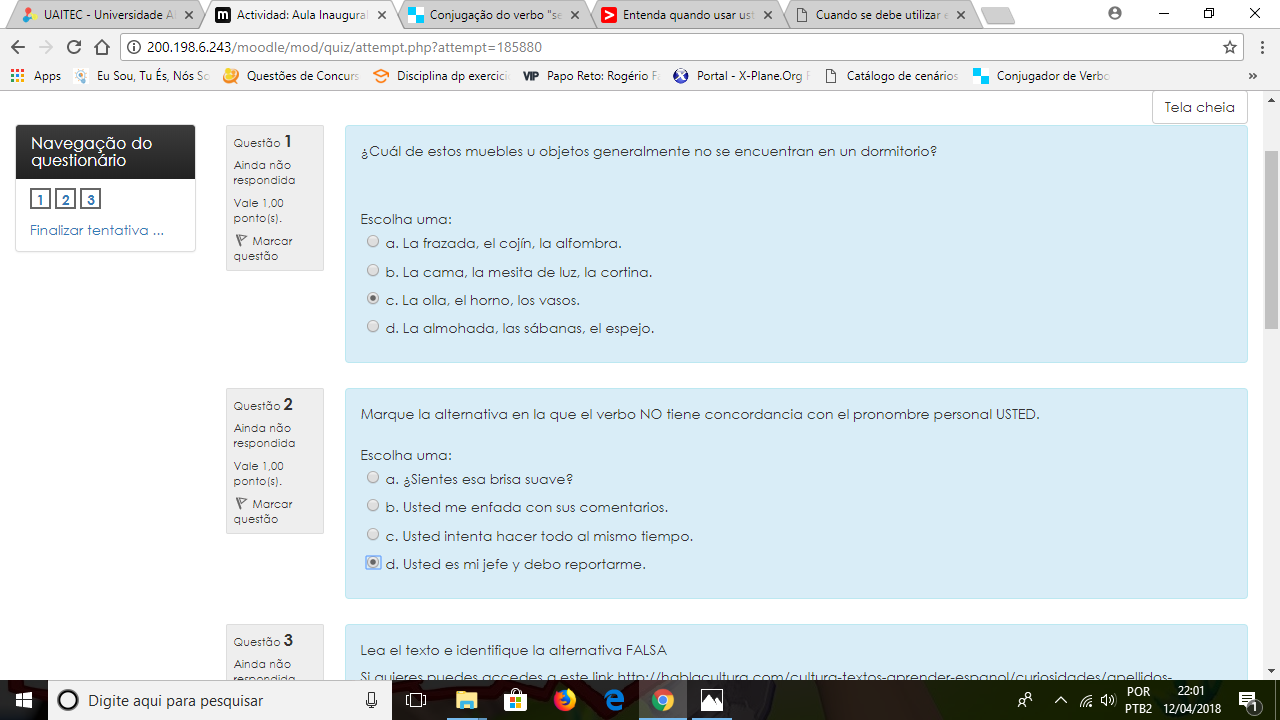 UAITEC - Universidade A
Actividad: Aula Inaugural
Conjugação do verbo "se
Entenda quando usar ust
Cuando se debe utilizar
200.198.6.243/moodle/mod/quiz/attempt.php?attempt=185880
Apps
Eu Sou, Tu És, Nós So
Questões de Concurs
Disciplina dp exercici
VIP Papo Reto: Rogério F
Portal - X-Plane.Org F
Catálogo de cenários
Conjugador de Verbo
»
Tela cheia
Navegação do
questionário
1 2 3
Finalizar tentativa ...
Questão 1
Ainda não
respondida
Vale 1,00
ponto(s).
Marcar
questão
¿Cuál de estos muebles u objetos generalmente no se encuentran en un dormitorio?
Escolha uma:
a. La frazada, el cojín, la alfombra.
b. La cama, la mesita de luz, la cortina.
c. La olla, el horno, los vasos.
d. La almohada, las sábanas, el espejo.
Questão 2
Ainda não
respondida
Vale 1,00
ponto(s).
Marcar
questão
Marque la alternativa en la que el verbo NO tiene concordancia con el pronombre personal USTED.
Escolha uma:
a. ¿Sientes esa brisa suave?
b. Usted me enfada con sus comentarios.
c. Usted intenta hacer todo al mismo tiempo.
d. Usted es mi jefe y debo reportarme.
Questão 3
Ainda não
respondida
Lea el texto e identifique la alternativa FALSA
Si quieres puedes accedes a este link http://hablacultura.com/cultura-textos-aprender-espanol/curiosidades/apellidos-
Digite aqui para pesquisar
POR
PTB2
22:01
12/04/2018
1